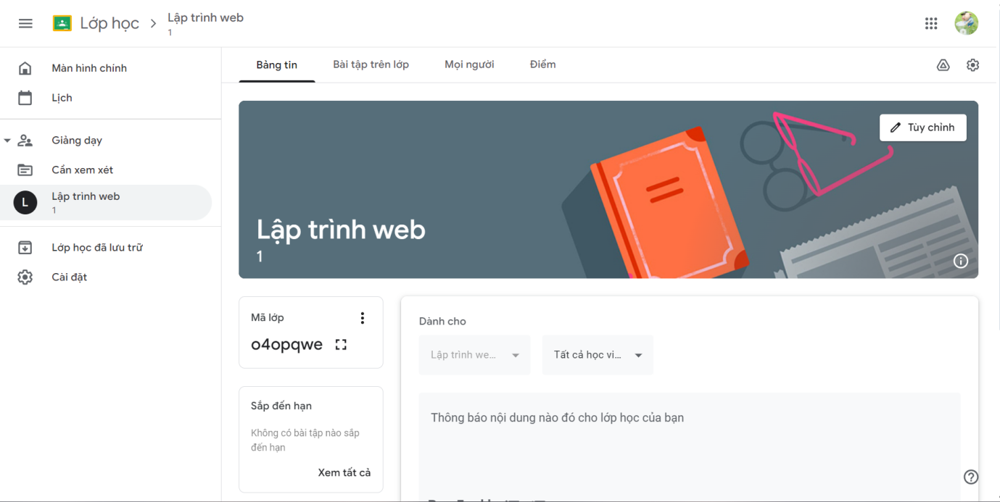 Lớp học
Lập trình web
1
Màn hình chính
Lịch
Giảng dạy
Cần xem xét
L
Lập trình web
1
Lớp học đã lưu trữ
Cài đặt
Bảng tin
Bài tập trên lớp
Mọi người
Điểm
Tùy chỉnh
Lập trình web
1
Mã lớp
o4opqwe
Sắp đến hạn
Không có bài tập nào sắp
đến hạn
Xem tất cả
Dành cho
Lập trình we...
Tất cả học vi...
Thông báo nội dung nào đó cho lớp học của bạn